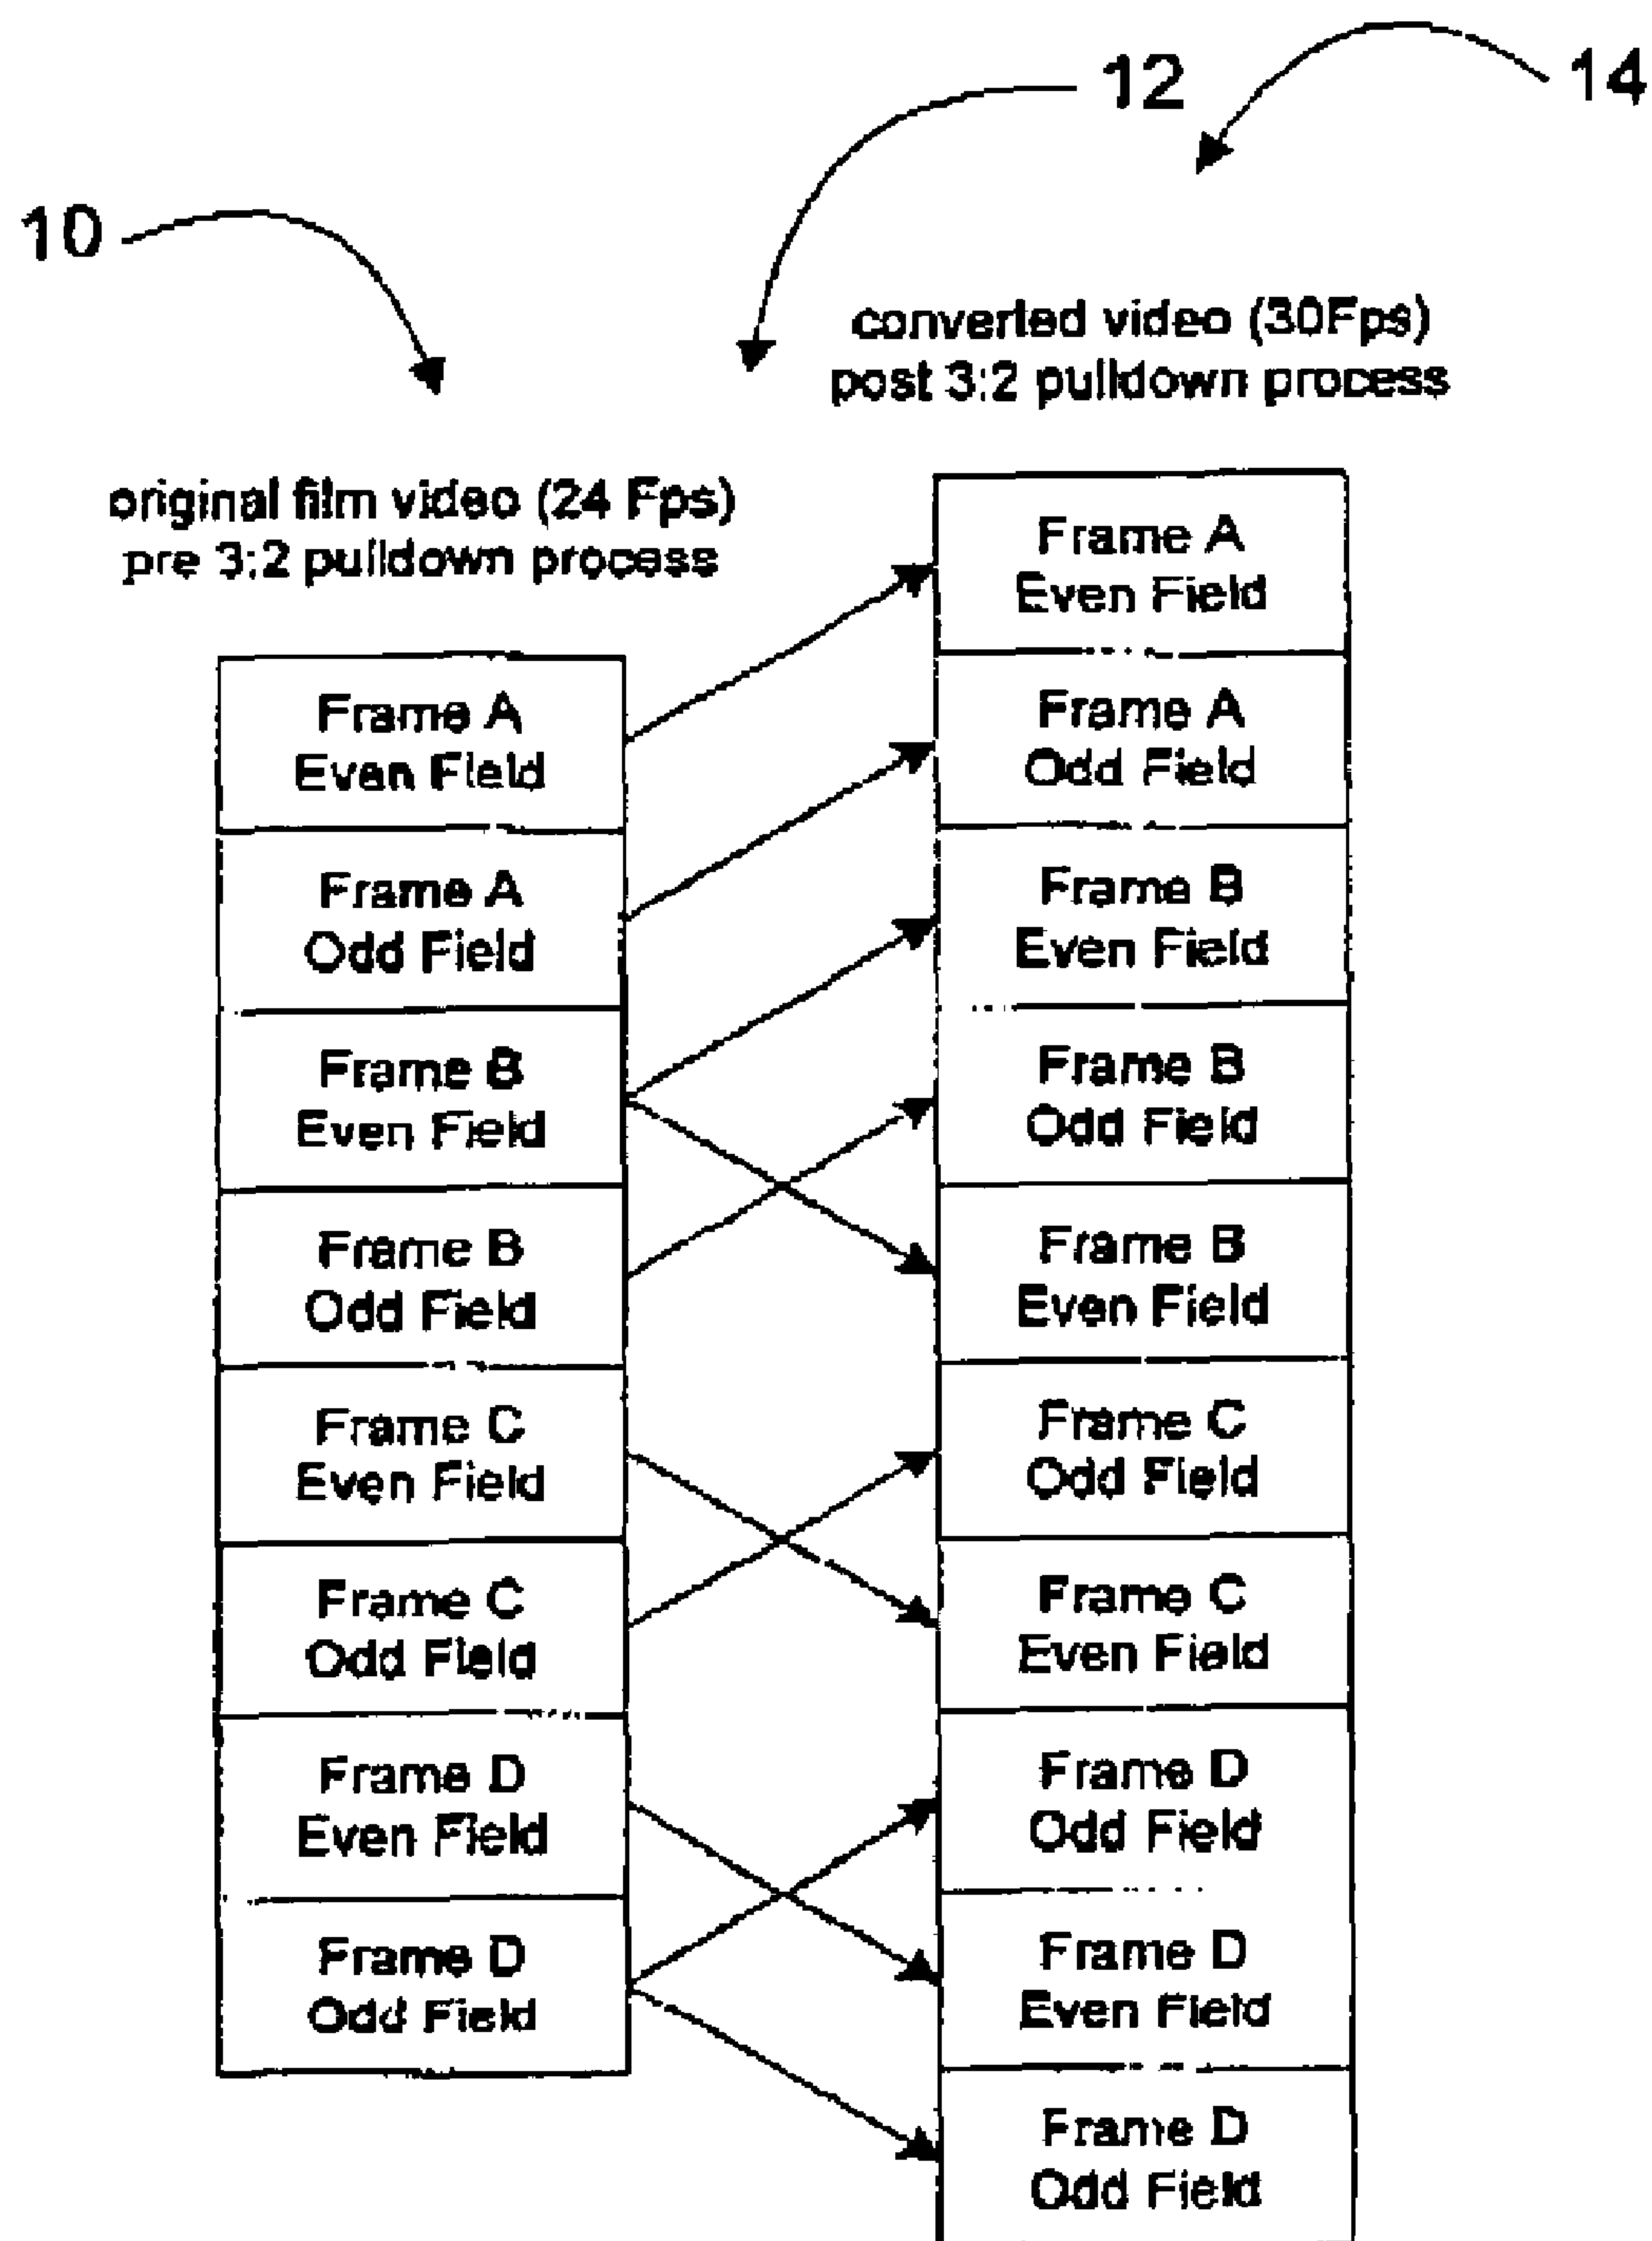 12
14
10
converted video (30Fps)
post 3:2 pulldown process
original film video (24 Fps)
pre 3:2 pulldown process
Frame A
Even Field
Frame A
Odd Field
Frame B
Even Field
Frame B
Odd Field
Frame C
Even Field
Frame C
Odd Field
Frame D
Even Field
Frame D
Odd Field
Frame A
Even Field
Frame A
Odd Field
Frame B
Even Field
Frame B
Odd Field
Frame B
Even Field
Frame C
Odd Field
Frame C
Even Field
Frame D
Odd Field
Frame D
Even Field
Frame D
Odd Field